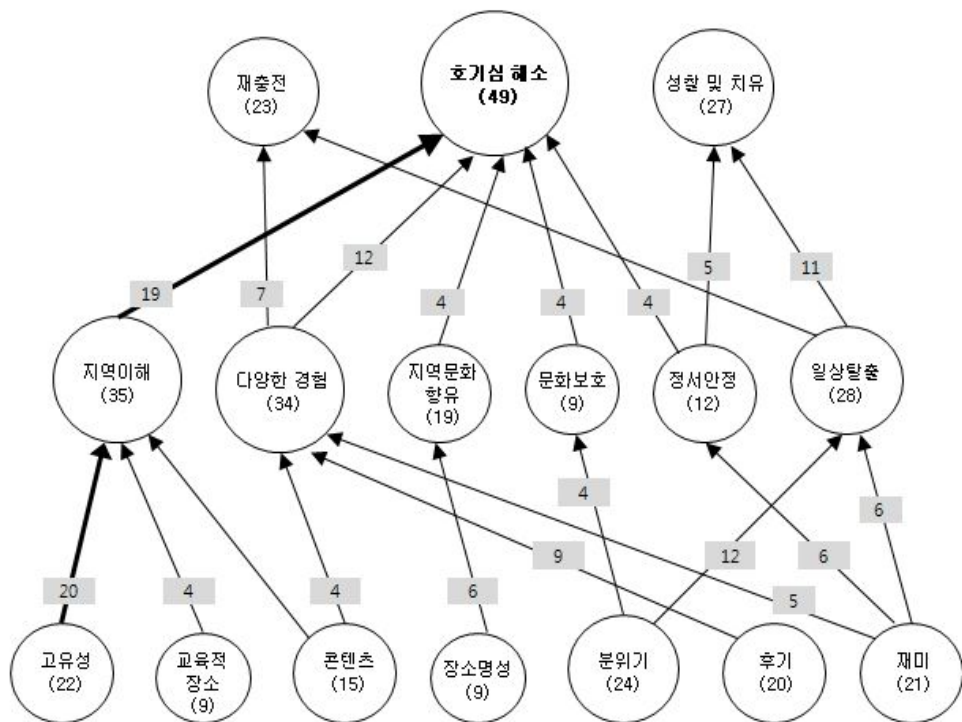 재충전
(23)
호기심 해소
(49)
성찰 및 치유
(27)
19
7
12
4
4
4
5
11
지역이해
(35)
다양한 경험
(34)
지역문화
향유
(19)
문화보호
(9)
정서안정
(12)
일상탈출
(28)
20
4
4
6
4
9
12
5
6
6
고유성
(22)
교육적
장소
(9)
콘텐츠
(15)
장소명성
(9)
분위기
(24)
후기
(20)
재미
(21)